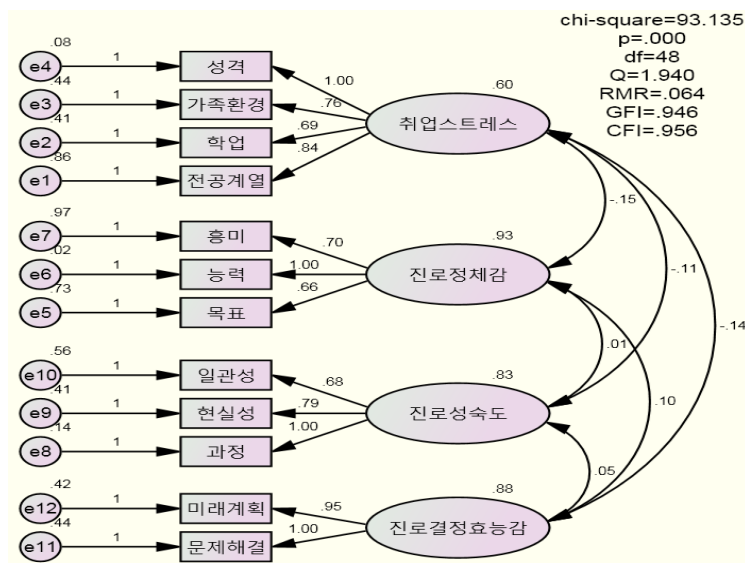 chi-square=93.135
p=.000
df=48
Q=1.940
RMR=.064
GFI=.946
CFI=.956
.08
e4
1
성격
1.00
.44
e3
1
가족환경
.76
.60
취업스트레스
.41
e2
1
학업
.69
.86
e1
1
전공계열
.84
-.15
.97
e7
1
흥미
.70
.93
.02
e6
1
능력
1.00
진로정체감
-.11
.73
e5
1
목표
.66
-.14
.01
.56
e10
1
일관성
.68
.83
.41
e9
1
현실성
.79
진로성숙도
.10
.14
e8
1
과정
1.00
.05
.42
e12
1
미래계획
.95
.88
.44
e11
1
문제해결
1.00
진로결정효능감